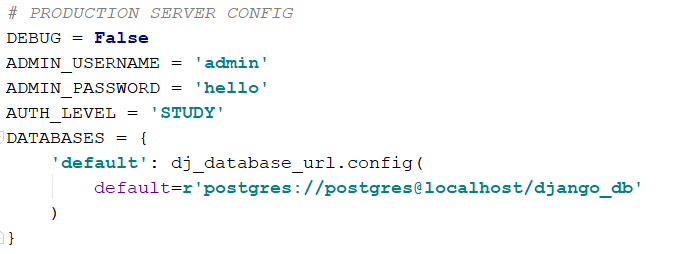 # PRODUCTION SERVER CONFIG
DEBUG = False
ADMIN_USERNAME = 'admin'
ADMIN_PASSWORD = 'hello'
AUTH_LEVEL = 'STUDY'
DATABASES = {
    'default': dj_database_url.config(
        default=r'postgres://postgres@localhost/django_db'
    )
}